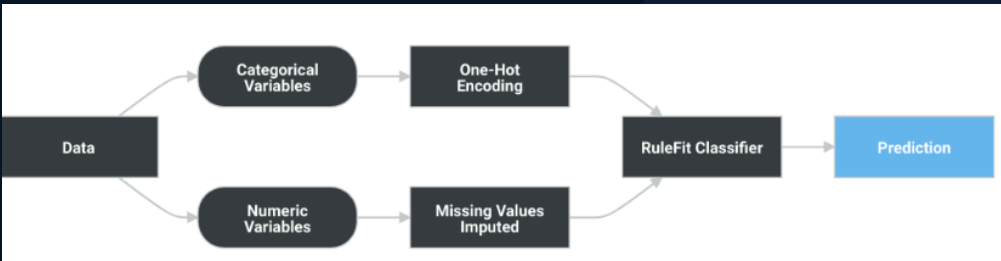 Categorical
Variables
One-Hot
Encoding
Data
RuleFit Classifier
Prediction
Numeric
Variables
Missing Values
Imputed